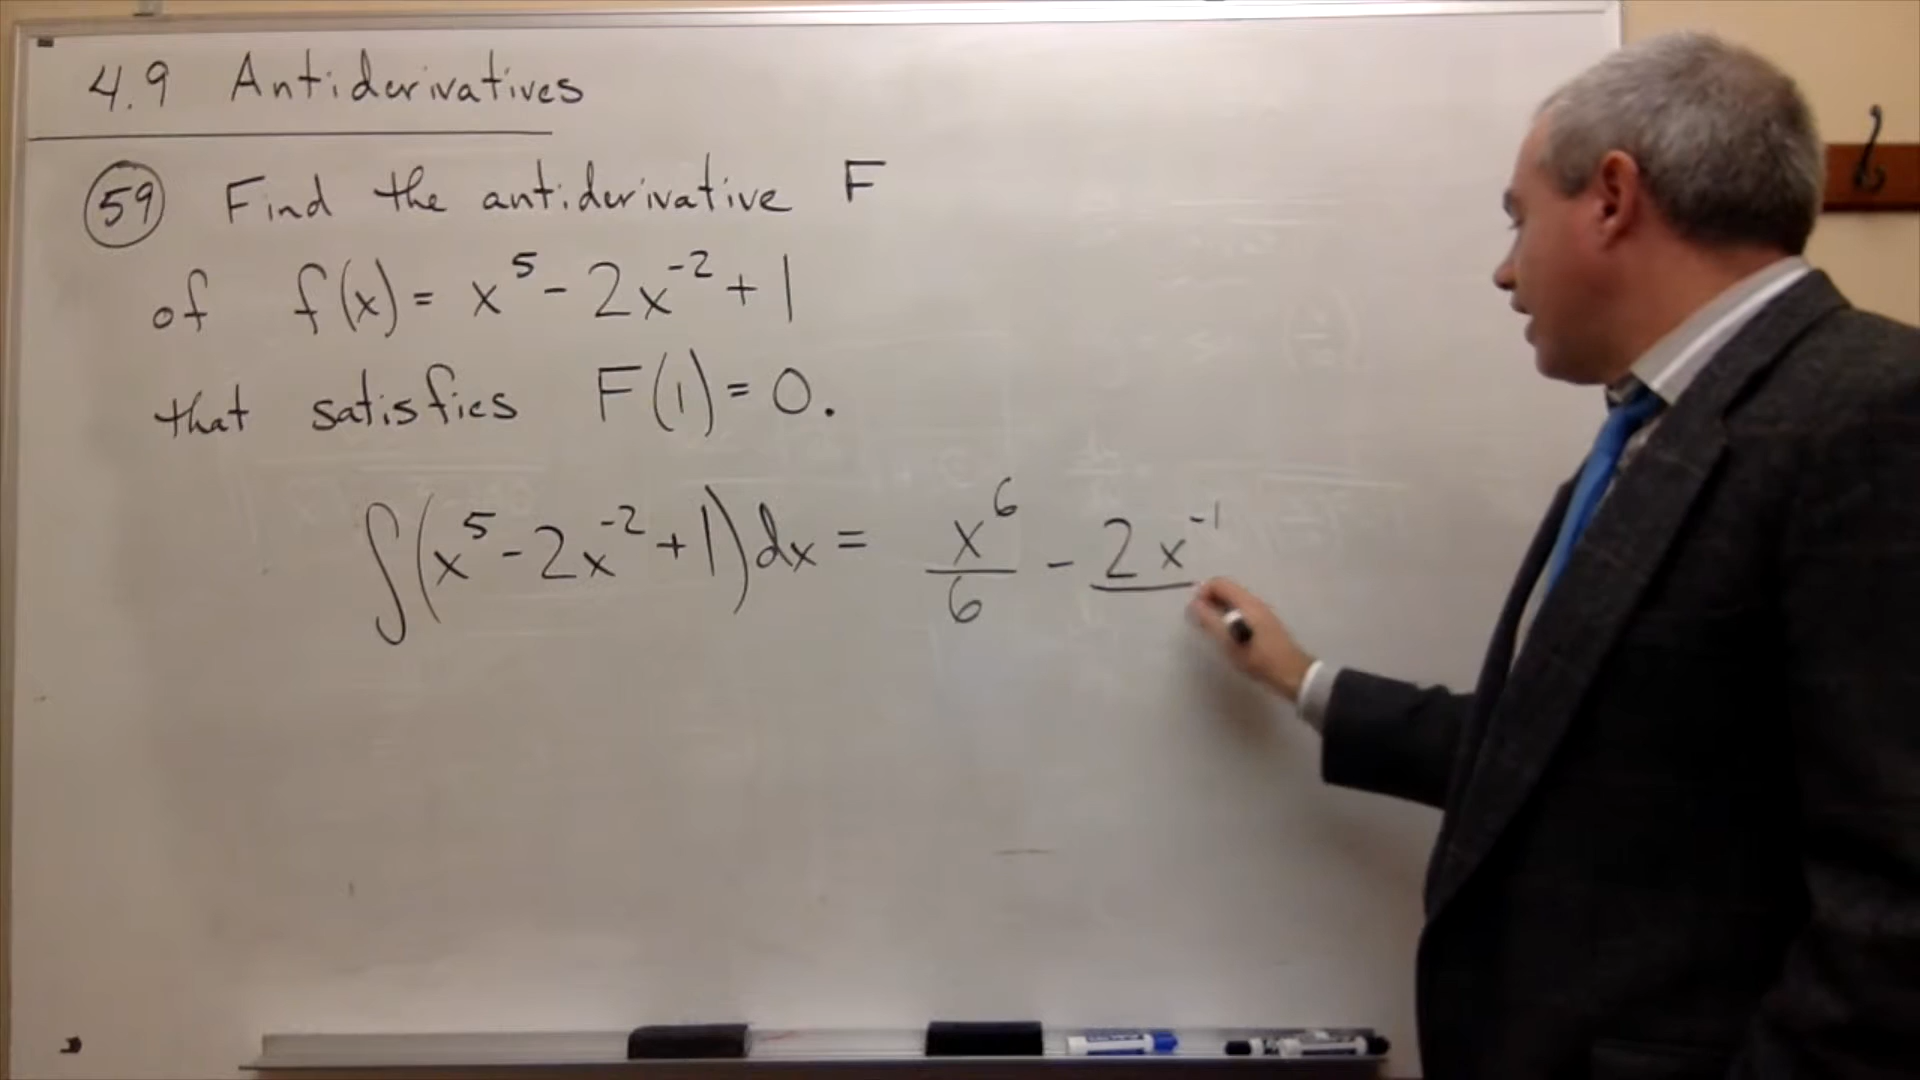 4.9 Antiderivatives
59 Find the antiderivative F
of f(x) = x⁵ - 2x⁻² + 1
that satisfies F(1) = 0.
∫(x⁵ - 2x⁻² + 1)dx = x⁶/6 - 2x⁻¹/